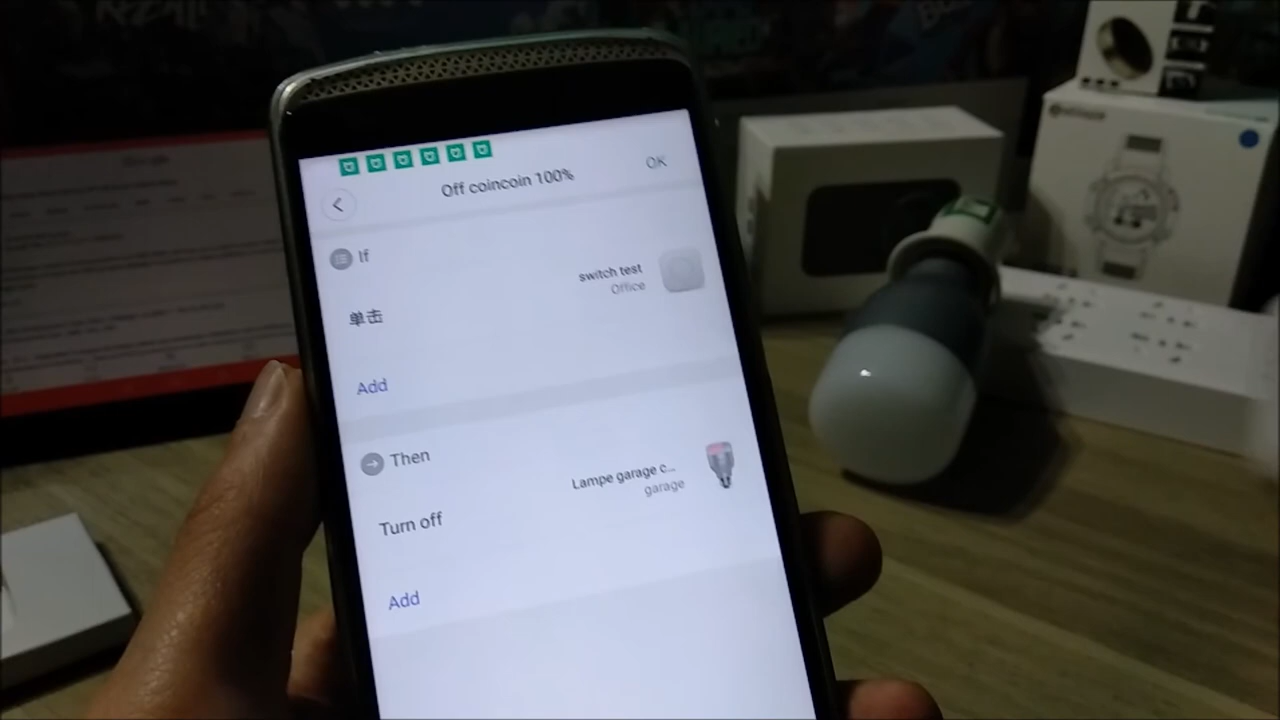 Off coincoin 100%
OK
If
switch test
Office
单击
Add
Then
Lampe garage c...
garage
Turn off
Add